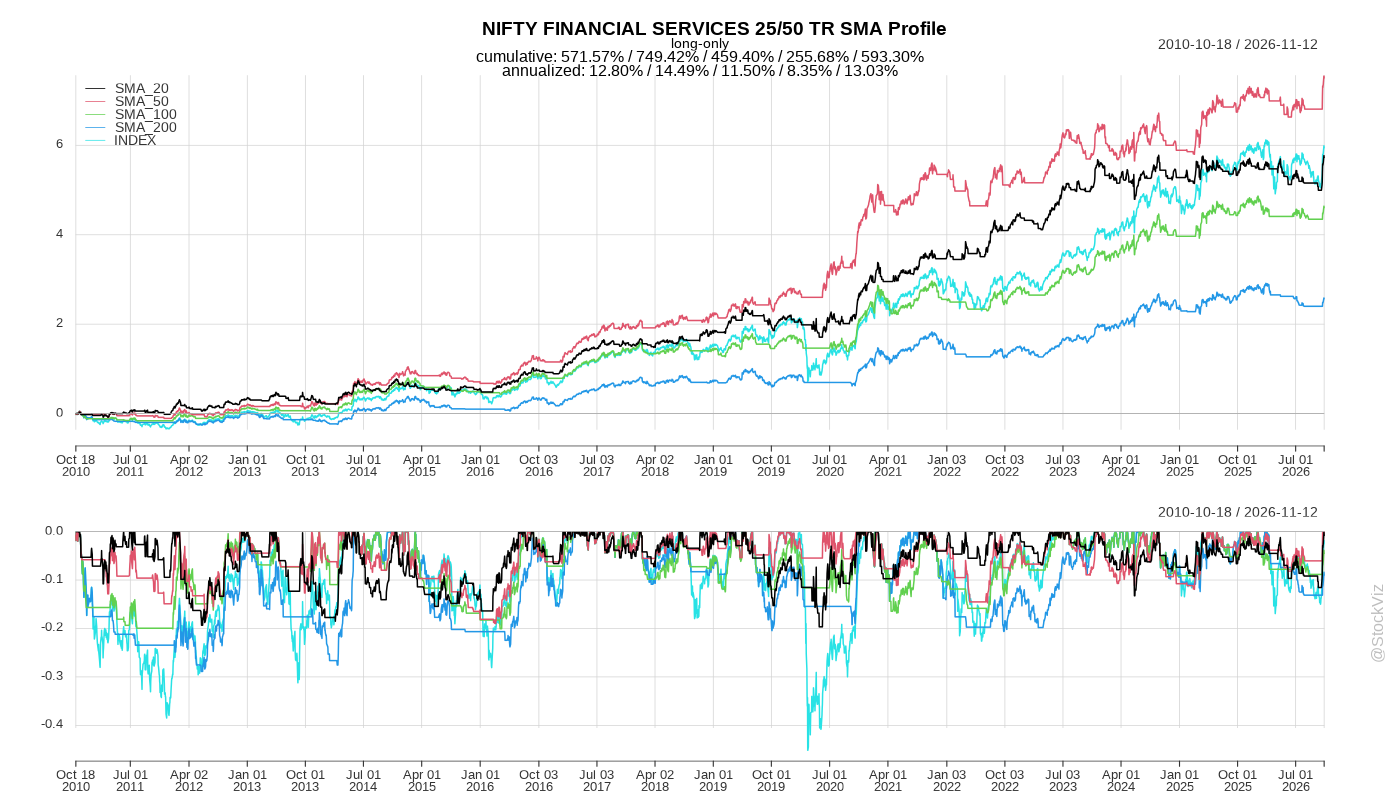 NIFTY FINANCIAL SERVICES 25/50 TR SMA Profile
long-only
cumulative: 571.57% / 749.42% / 459.40% / 255.68% / 593.30%
annualized: 12.80% / 14.49% / 11.50% / 8.35% / 13.03%
2010-10-18 / 2026-11-12
SMA_20
SMA_50
SMA_100
SMA_200
INDEX
6
4
2
0
Oct 18 Jul 01 Apr 02 Jan 01 Oct 01 Jul 01 Apr 01 Jan 01 Oct 03 Jul 03 Apr 02 Jan 01 Oct 01 Jul 01 Apr 01 Jan 03 Oct 03 Jul 03 Apr 01 Jan 01 Oct 01 Jul 01
2010 2011 2012 2013 2013 2014 2015 2016 2016 2017 2018 2019 2019 2020 2021 2022 2022 2023 2024 2025 2025 2026
2010-10-18 / 2026-11-12
0.0
-0.1
-0.2
-0.3
-0.4
Oct 18 Jul 01 Apr 02 Jan 01 Oct 01 Jul 01 Apr 01 Jan 01 Oct 03 Jul 03 Apr 02 Jan 01 Oct 01 Jul 01 Apr 01 Jan 03 Oct 03 Jul 03 Apr 01 Jan 01 Oct 01 Jul 01
2010 2011 2012 2013 2013 2014 2015 2016 2016 2017 2018 2019 2019 2020 2021 2022 2022 2023 2024 2025 2025 2026
@StockViz